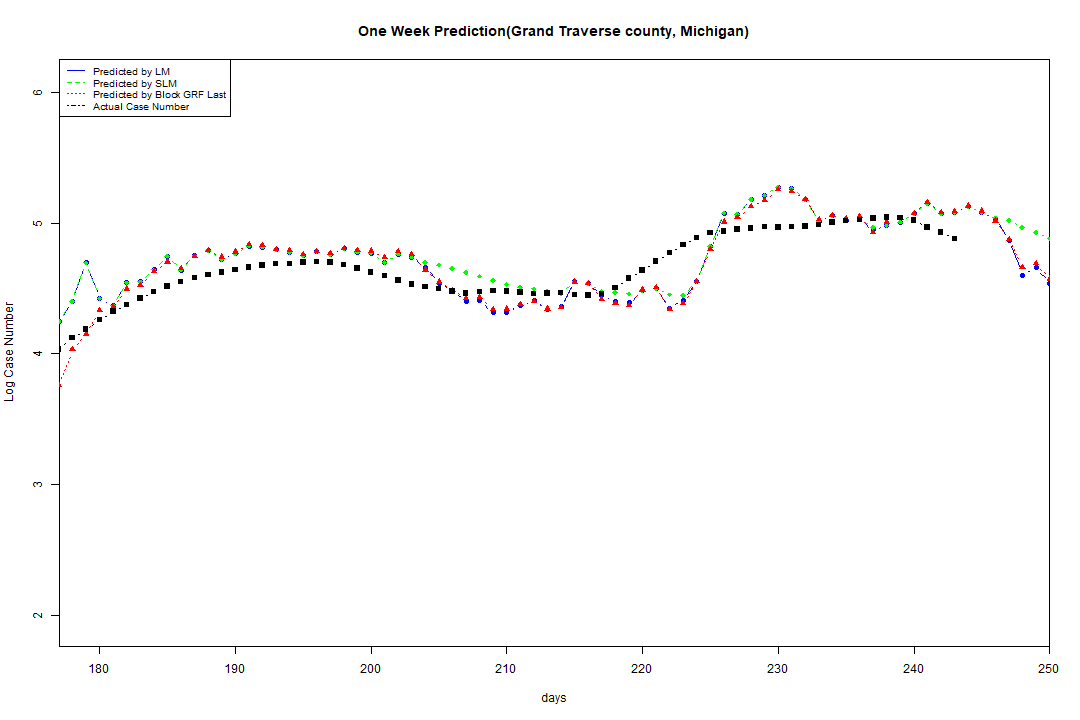 One Week Prediction(Grand Traverse county, Michigan)
Predicted by LM
Predicted by SLM
Predicted by Block GRF Last
Actual Case Number
Log Case Number
6
5
4
3
2
180 190 200 210 220 230 240 250
days